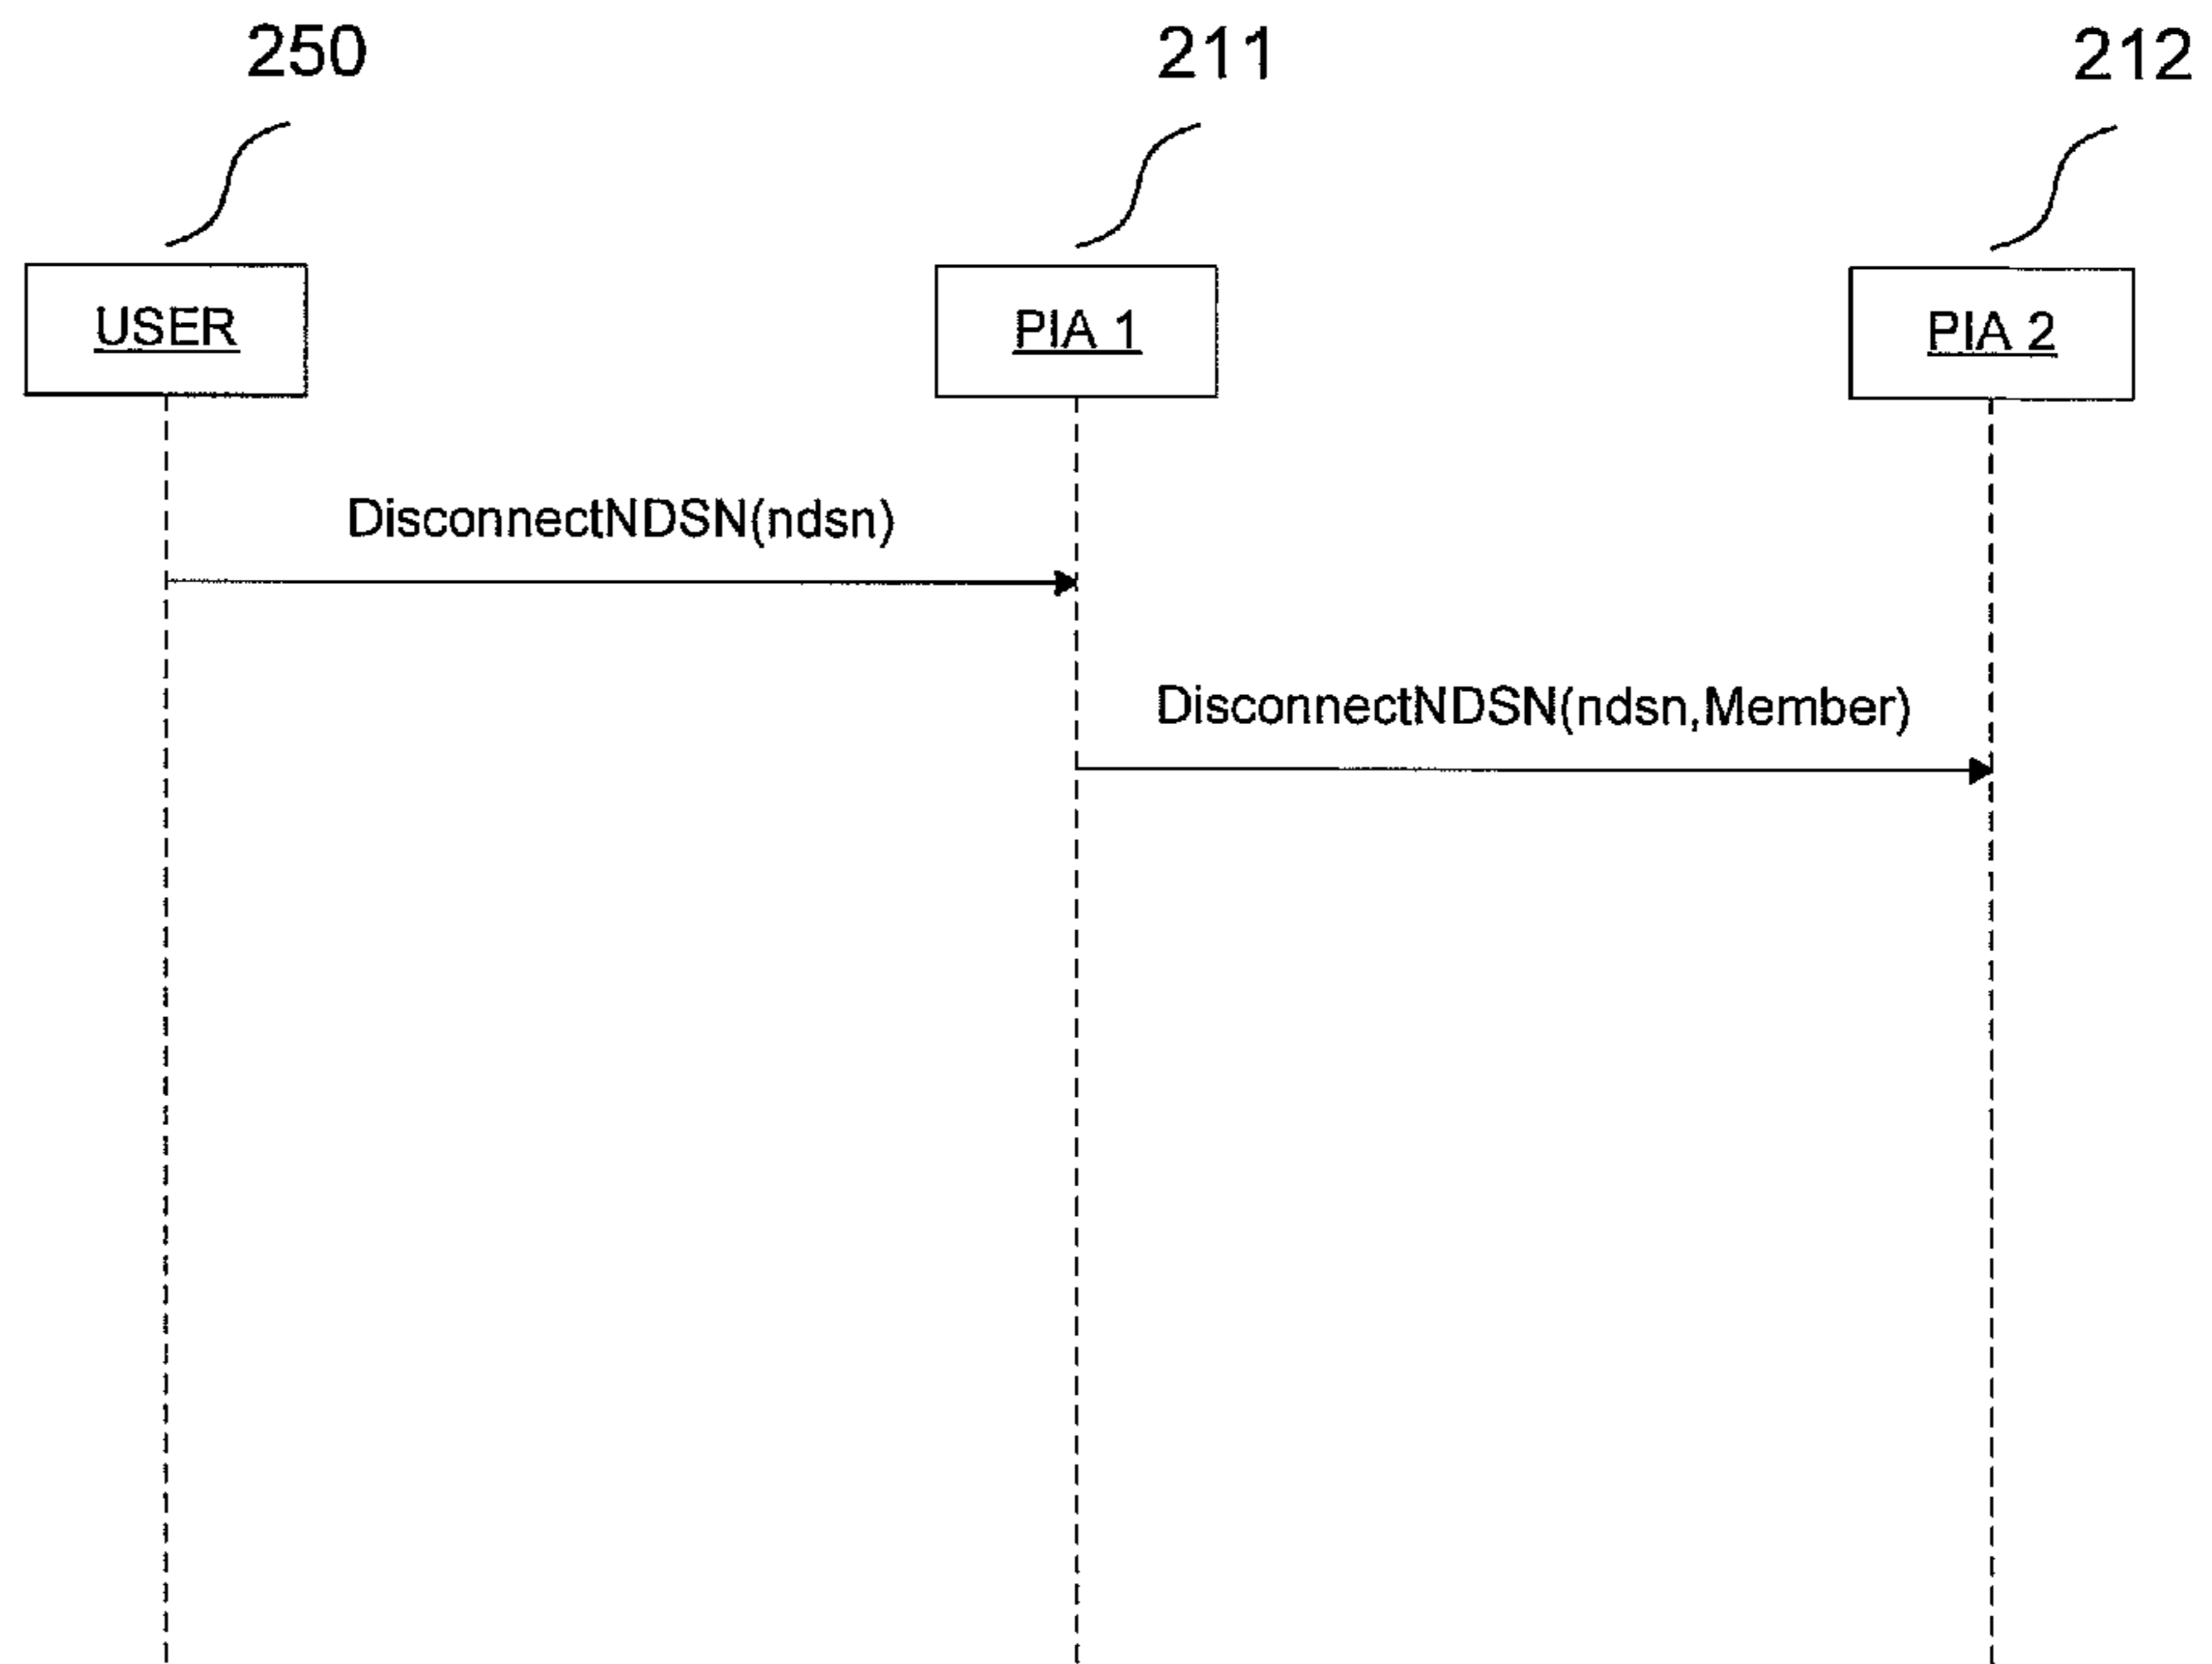 250
211
212
USER
PIA 1
PIA 2
DisconnectNDSN(ndsn)
DisconnectNDSN(ndsn,Member)